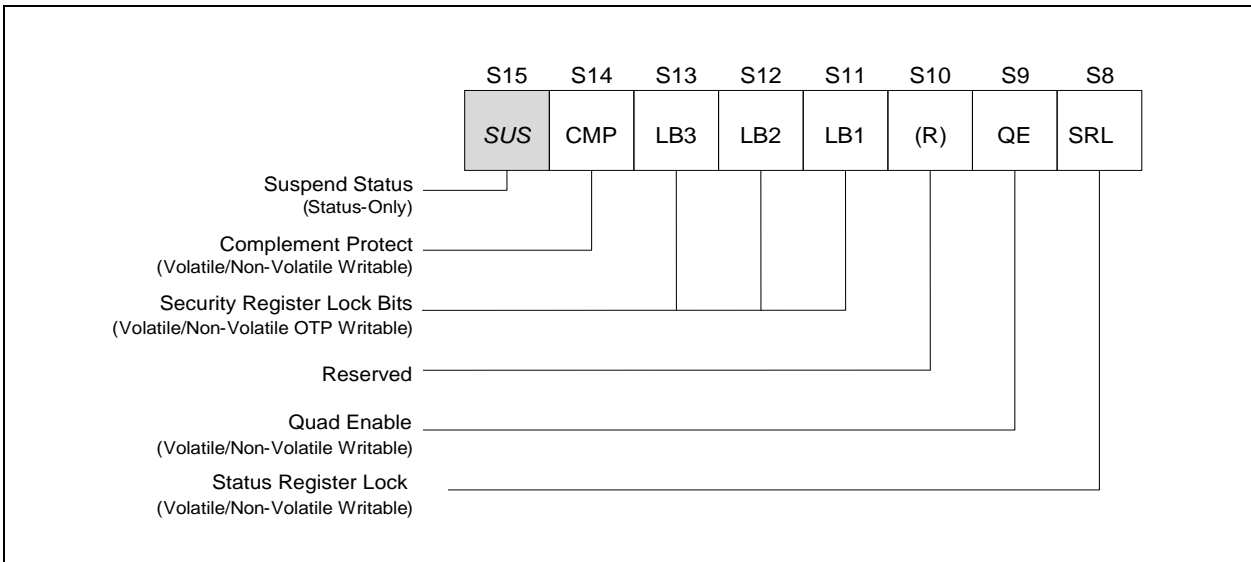 S15 S14 S13 S12 S11 S10 S9 S8
SUS CMP LB3 LB2 LB1 (R) QE SRL
Suspend Status
(Status-Only)
Complement Protect
(Volatile/Non-Volatile Writable)
Security Register Lock Bits
(Volatile/Non-Volatile OTP Writable)
Reserved
Quad Enable
(Volatile/Non-Volatile Writable)
Status Register Lock
(Volatile/Non-Volatile Writable)